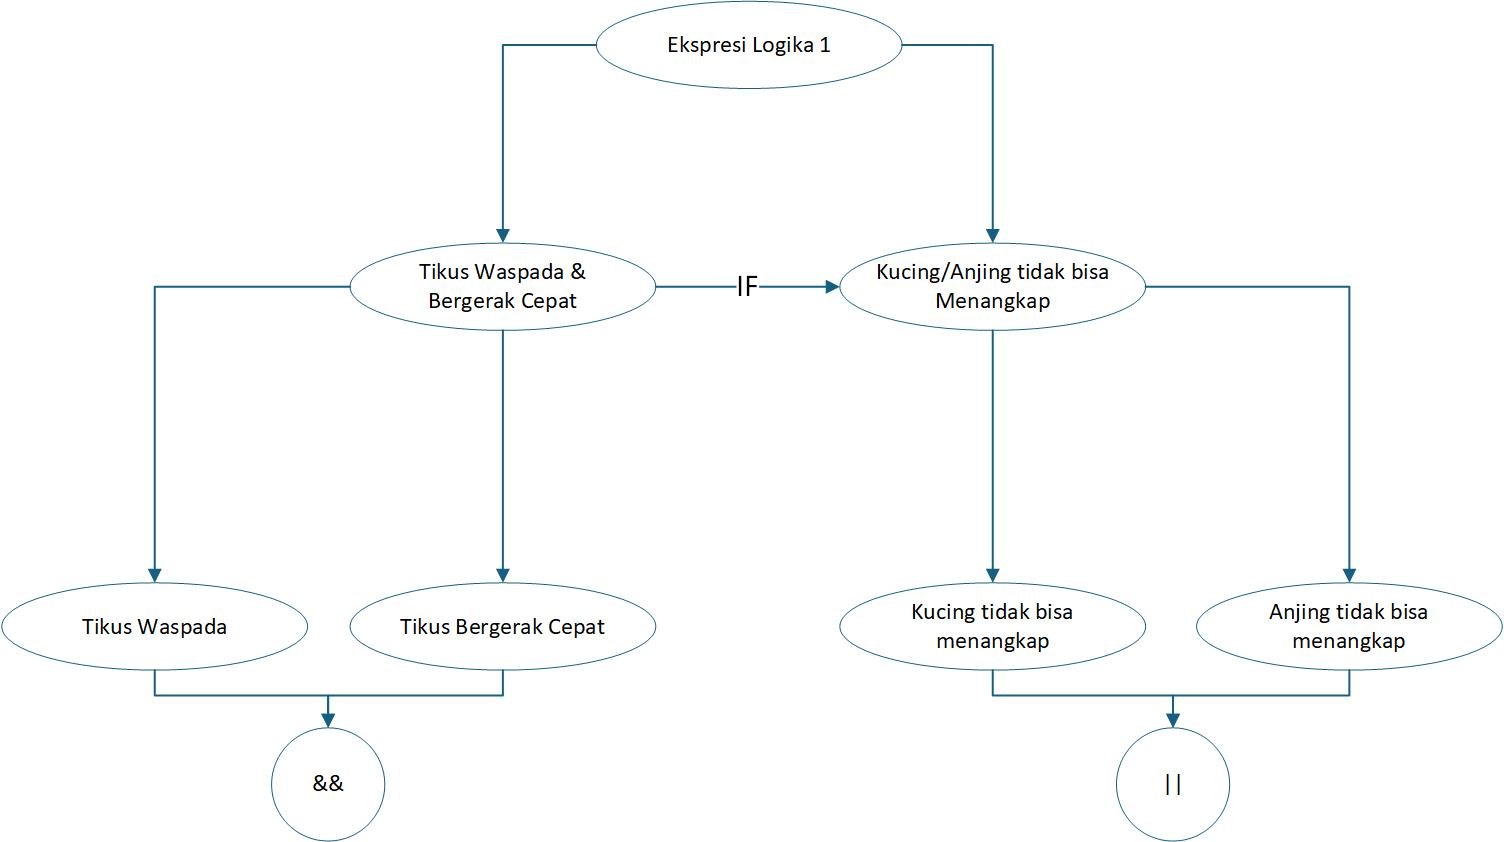 Ekspresi Logika 1
Tikus Waspada &
Bergerak Cepat
IF
Kucing/Anjing tidak bisa
Menangkap
Tikus Waspada
Tikus Bergerak Cepat
Kucing tidak bisa
menangkap
Anjing tidak bisa
menangkap
&&
||